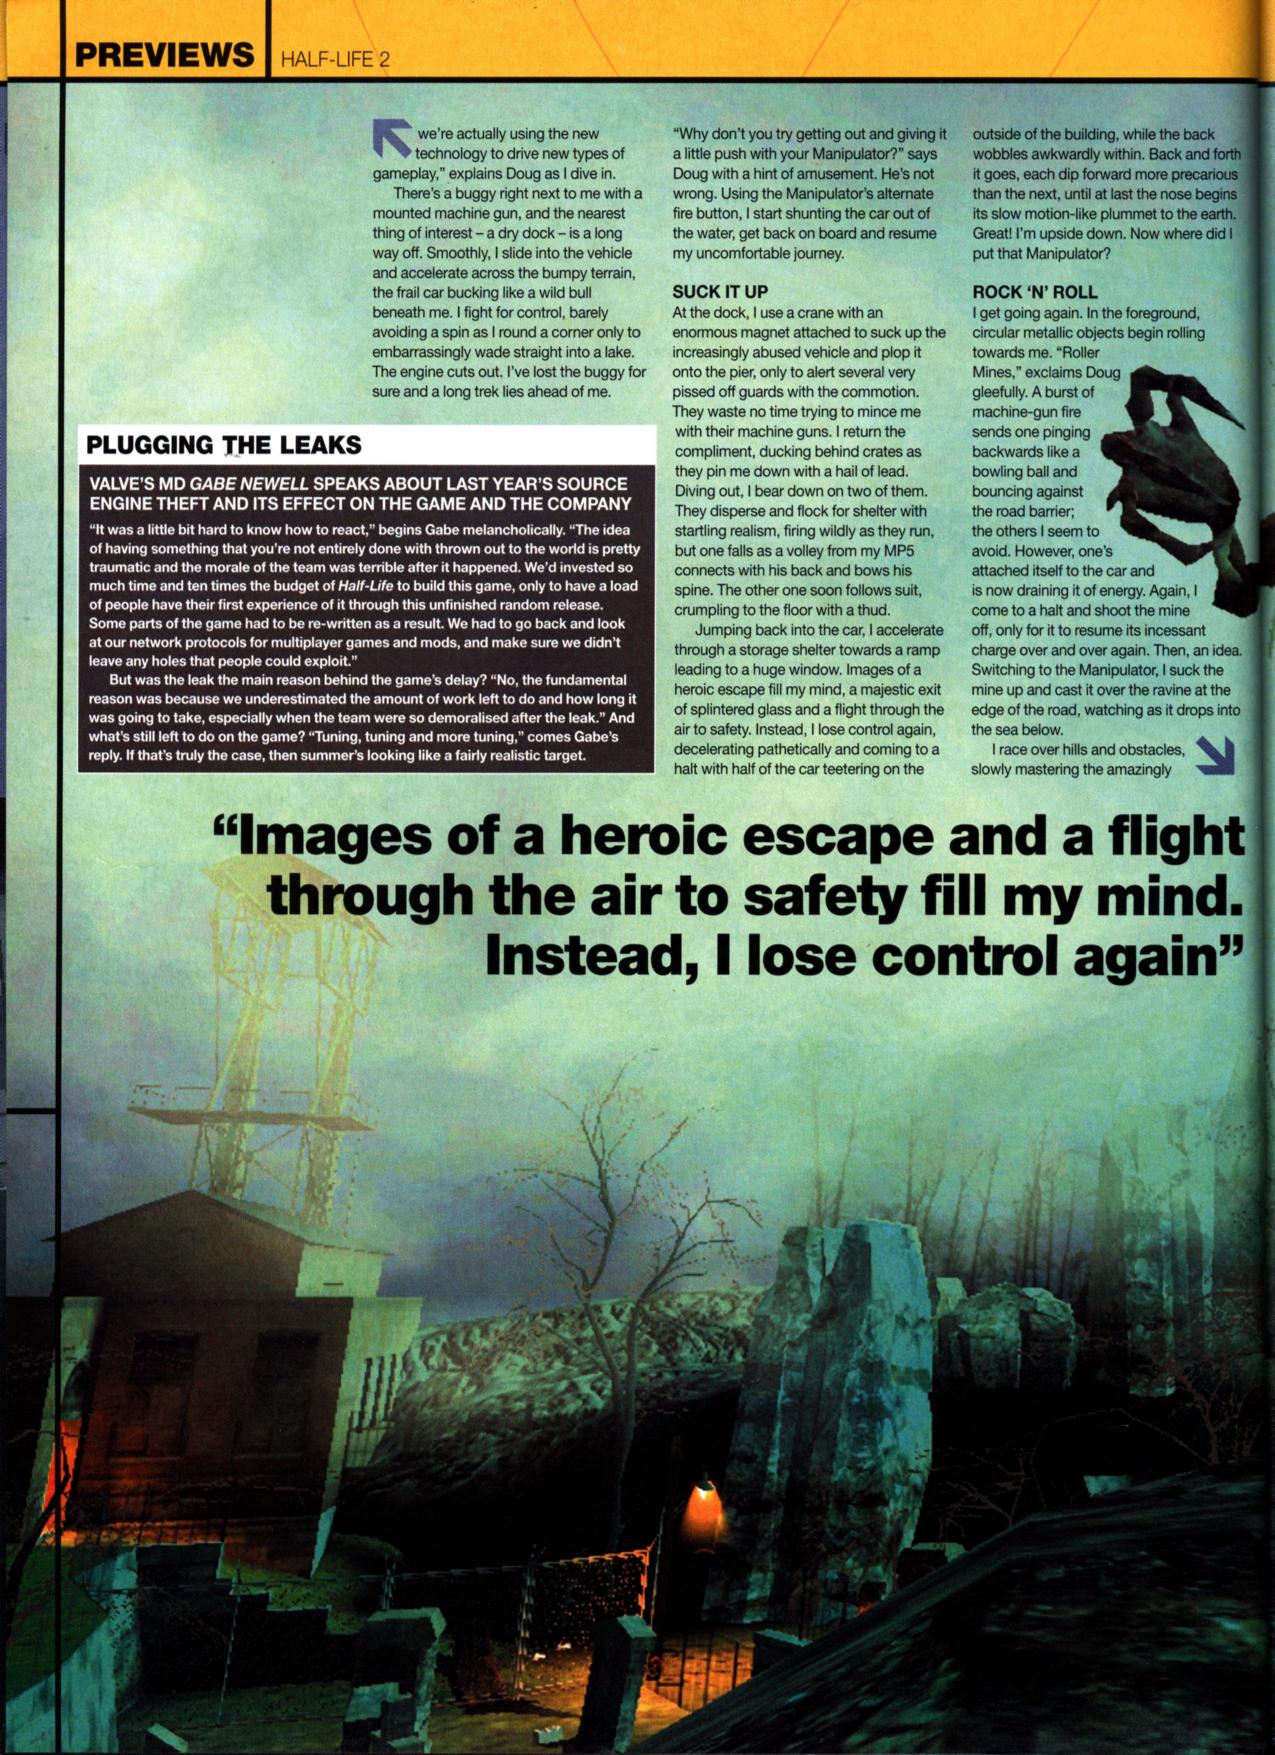 PREVIEWS
HALF-LIFE 2
we're actually using the new
technology to drive new types of
gameplay," explains Doug as I dive in.
There's a buggy right next to me with a
mounted machine gun, and the nearest
thing of interest – a dry dock – is a long
way off. Smoothly, I slide into the vehicle
and accelerate across the bumpy terrain,
the frail car bucking like a wild bull
beneath me. I fight for control, barely
avoiding a spin as I round a corner only to
embarrassingly wade straight into a lake.
The engine cuts out. I've lost the buggy for
sure and a long trek lies ahead of me.
PLUGGING THE LEAKS
VALVE'S MD GABE NEWELL SPEAKS ABOUT LAST YEAR'S SOURCE
ENGINE THEFT AND ITS EFFECT ON THE GAME AND THE COMPANY
"It was a little bit hard to know how to react," begins Gabe melancholically. "The idea
of having something that you're not entirely done with thrown out to the world is pretty
traumatic and the morale of the team was terrible after it happened. We'd invested so
much time and ten times the budget of Half-Life to build this game, only to have a load
of people have their first experience of it through this unfinished random release.
Some parts of the game had to be re-written as a result. We had to go back and look
at our network protocols for multiplayer games and mods, and make sure we didn't
leave any holes that people could exploit."
But was the leak the main reason behind the game's delay? "No, the fundamental
reason was because we underestimated the amount of work left to do and how long it
was going to take, especially when the team were so demoralised after the leak." And
what's still left to do on the game? "Tuning, tuning and more tuning," comes Gabe's
reply. If that's truly the case, then summer's looking like a fairly realistic target.
"Why don't you try getting out and giving it
a little push with your Manipulator?" says
Doug with a hint of amusement. He's not
wrong. Using the Manipulator's alternate
fire button, I start shunting the car out of
the water, get back on board and resume
my uncomfortable journey.
SUCK IT UP
At the dock, I use a crane with an
enormous magnet attached to suck up the
increasingly abused vehicle and plop it
onto the pier, only to alert several very
pissed off guards with the commotion.
They waste no time trying to mince me
with their machine guns. I return the
compliment, ducking behind crates as
they pin me down with a hail of lead.
Diving out, I bear down on two of them.
They disperse and flock for shelter with
startling realism, firing wildly as they run,
but one falls as a volley from my MP5
connects with his back and bows his
spine. The other one soon follows suit,
crumpling to the floor with a thud.
Jumping back into the car, I accelerate
through a storage shelter towards a ramp
leading to a huge window. Images of a
heroic escape fill my mind, a majestic exit
of splintered glass and a flight through the
air to safety. Instead, I lose control again,
decelerating pathetically and coming to a
halt with half of the car teetering on the
outside of the building, while the back
wobbles awkwardly within. Back and forth
it goes, each dip forward more precarious
than the next, until at last the nose begins
its slow motion-like plummet to the earth.
Great! I'm upside down. Now where did I
put that Manipulator?
ROCK 'N' ROLL
I get going again. In the foreground,
circular metallic objects begin rolling
towards me. "Roller
Mines," exclaims Doug
gleefully. A burst of
machine-gun fire
sends one pinging
backwards like a
bowling ball and
bouncing against
the road barrier;
the others I seem to
avoid. However, one's
attached itself to the car and
is now draining it of energy. Again, I
come to a halt and shoot the mine
off, only for it to resume its incessant
charge over and over again. Then, an idea.
Switching to the Manipulator, I suck the
mine up and cast it over the ravine at the
edge of the road, watching as it drops into
the sea below.
I race over hills and obstacles,
slowly mastering the amazingly
"Images of a heroic escape and a flight
through the air to safety fill my mind.
Instead, I lose control again"